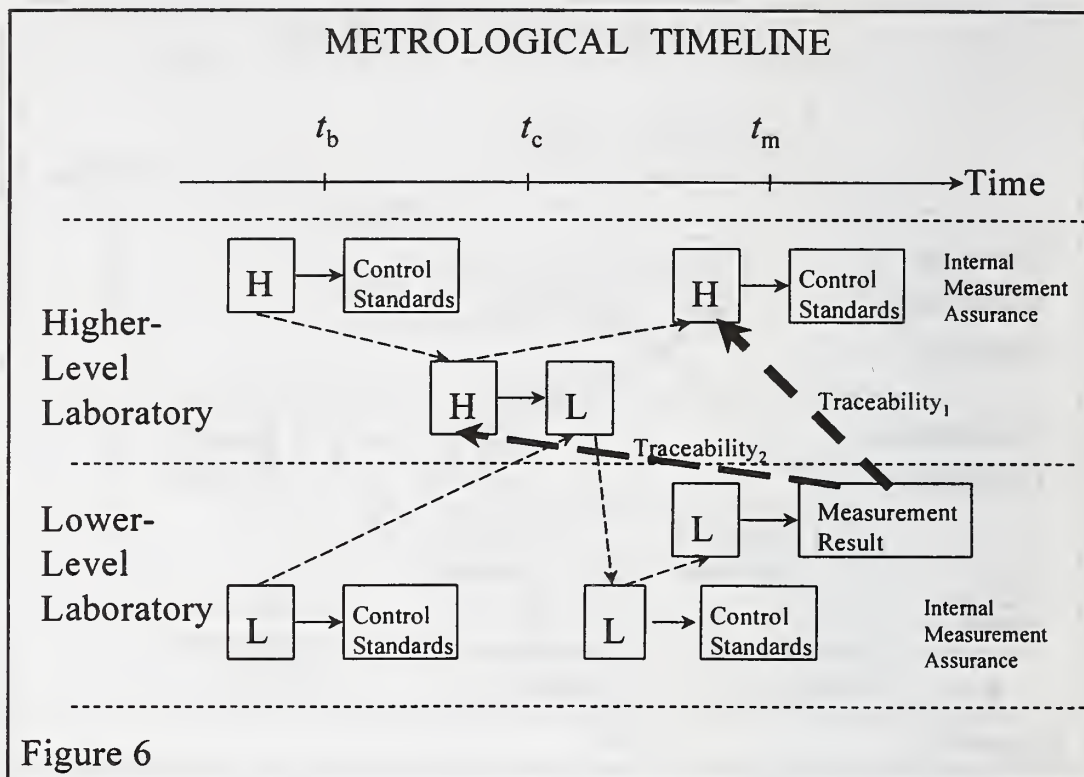 METROLOGICAL TIMELINE
t_b t_c t_m
Time
H
Control
Standards
H
Control
Standards
Internal
Measurement
Assurance
Higher-
Level
Laboratory
H
L
Traceability₁
Traceability₂
Lower-
Level
Laboratory
L
Measurement
Result
L
Control
Standards
L
Control
Standards
Internal
Measurement
Assurance
Figure 6